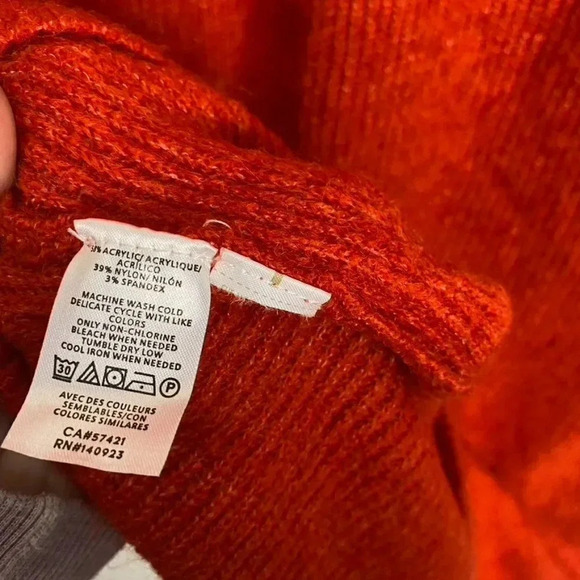 % ACRYLIC/ACRYLIQUE/
ACRÍLICO
39% NYLON/NILÓN
3% SPANDEX
MACHINE WASH COLD
DELICATE CYCLE WITH LIKE
COLORS
ONLY NON-CHLORINE
BLEACH WHEN NEEDED
TUMBLE DRY LOW
COOL IRON WHEN NEEDED
30 P
AVEC DES COULEURS
SEMBLABLES/CON
COLORES SIMILARES
CA#57421
RN#140923